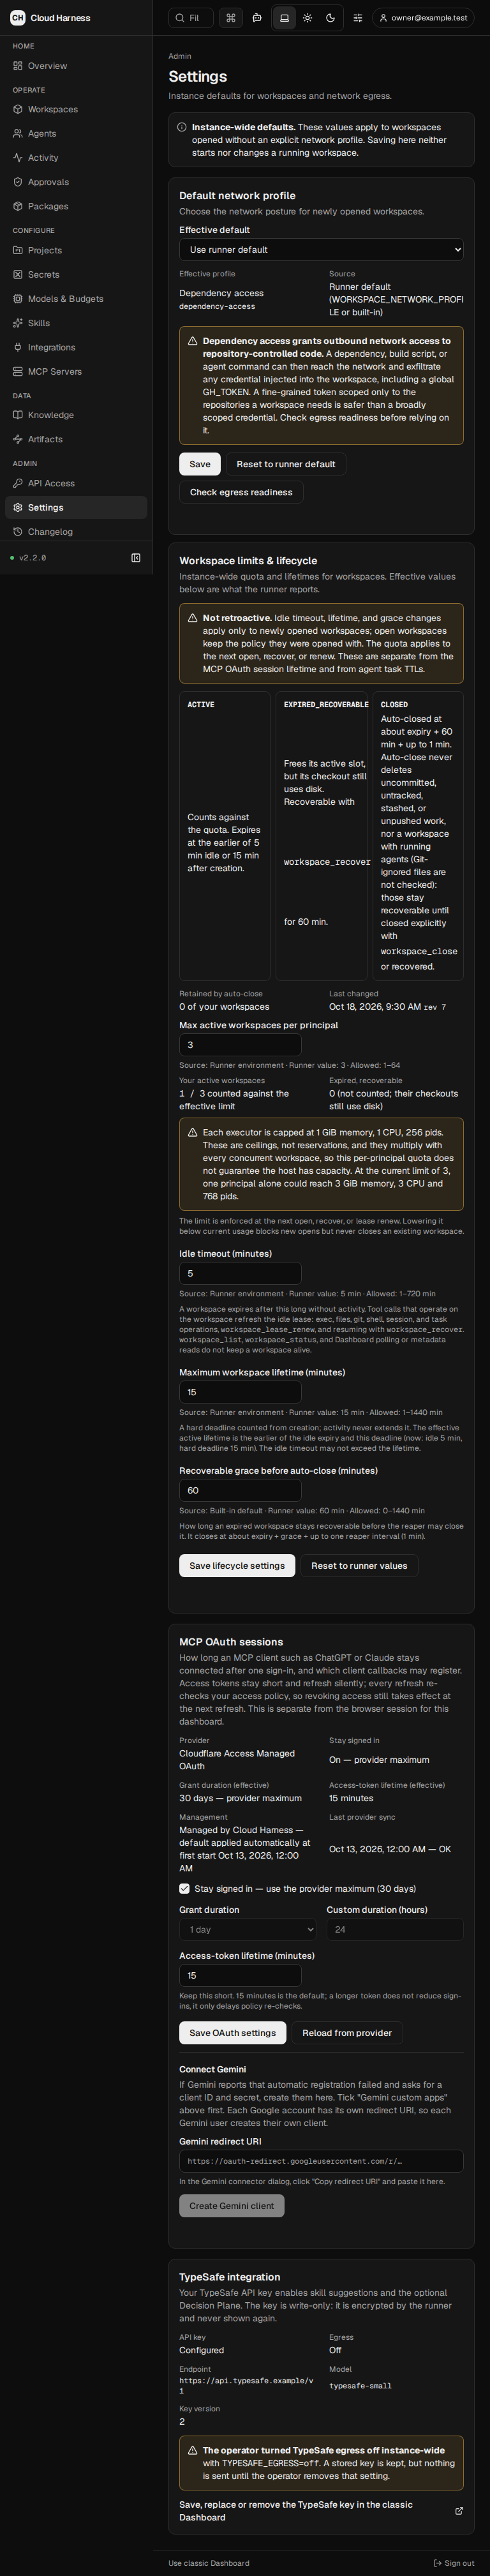 CH Cloud Harness
HOME
Overview
OPERATE
Workspaces
Agents
Activity
Approvals
Packages
CONFIGURE
Projects
Secrets
Models & Budgets
Skills
Integrations
MCP Servers
DATA
Knowledge
Artifacts
ADMIN
API Access
Settings
Changelog
v2.2.0
Fil
owner@example.test
Admin
Settings
Instance defaults for workspaces and network egress.
Instance-wide defaults. These values apply to workspaces
opened without an explicit network profile. Saving here neither
starts nor changes a running workspace.
Default network profile
Choose the network posture for newly opened workspaces.
Effective default
Use runner default
Effective profile
Dependency access
dependency-access
Source
Runner default
(WORKSPACE_NETWORK_PROFI
LE or built-in)
Dependency access grants outbound network access to
repository-controlled code. A dependency, build script, or
agent command can then reach the network and exfiltrate
any credential injected into the workspace, including a global
GH_TOKEN. A fine-grained token scoped only to the
repositories a workspace needs is safer than a broadly
scoped credential. Check egress readiness before relying on
it.
Save
Reset to runner default
Check egress readiness
Workspace limits & lifecycle
Instance-wide quota and lifetimes for workspaces. Effective values
below are what the runner reports.
Not retroactive. Idle timeout, lifetime, and grace changes
apply only to newly opened workspaces; open workspaces
keep the policy they were opened with. The quota applies to
the next open, recover, or renew. These are separate from the
MCP OAuth session lifetime and from agent task TTLs.
ACTIVE
Counts against
the quota. Expires
at the earlier of 5
min idle or 15 min
after creation.
EXPIRED_RECOVERABLE
Frees its active slot,
but its checkout still
uses disk.
Recoverable with
workspace_recover
for 60 min.
CLOSED
Auto-closed at
about expiry + 60
min + up to 1 min.
Auto-close never
deletes
uncommitted,
untracked,
stashed, or
unpushed work,
nor a workspace
with running
agents (Git-
ignored files are
not checked):
those stay
recoverable until
closed explicitly
with
workspace_close
or recovered.
Retained by auto-close
0 of your workspaces
Last changed
Oct 18, 2026, 9:30 AM rev 7
Max active workspaces per principal
3
Source: Runner environment · Runner value: 3 · Allowed: 1–64
Your active workspaces
1 / 3 counted against the
effective limit
Expired, recoverable
0 (not counted; their checkouts
still use disk)
Each executor is capped at 1 GiB memory, 1 CPU, 256 pids.
These are ceilings, not reservations, and they multiply with
every concurrent workspace, so this per-principal quota does
not guarantee the host has capacity. At the current limit of 3,
one principal alone could reach 3 GiB memory, 3 CPU and
768 pids.
The limit is enforced at the next open, recover, or lease renew. Lowering it
below current usage blocks new opens but never closes an existing workspace.
Idle timeout (minutes)
5
Source: Runner environment · Runner value: 5 min · Allowed: 1–720 min
A workspace expires after this long without activity. Tool calls that operate on
the workspace refresh the idle lease: exec, files, git, shell, session, and task
operations, workspace_lease_renew, and resuming with workspace_recover.
workspace_list, workspace_status, and Dashboard polling or metadata
reads do not keep a workspace alive.
Maximum workspace lifetime (minutes)
15
Source: Runner environment · Runner value: 15 min · Allowed: 1–1440 min
A hard deadline counted from creation; activity never extends it. The effective
active lifetime is the earlier of the idle expiry and this deadline (now: idle 5 min,
hard deadline 15 min). The idle timeout may not exceed the lifetime.
Recoverable grace before auto-close (minutes)
60
Source: Built-in default · Runner value: 60 min · Allowed: 0–1440 min
How long an expired workspace stays recoverable before the reaper may close
it. It closes at about expiry + grace + up to one reaper interval (1 min).
Save lifecycle settings
Reset to runner values
MCP OAuth sessions
How long an MCP client such as ChatGPT or Claude stays
connected after one sign-in, and which client callbacks may register.
Access tokens stay short and refresh silently; every refresh re-
checks your access policy, so revoking access still takes effect at
the next refresh. This is separate from the browser session for this
dashboard.
Provider
Cloudflare Access Managed
OAuth
Stay signed in
On — provider maximum
Grant duration (effective)
30 days — provider maximum
Access-token lifetime (effective)
15 minutes
Management
Managed by Cloud Harness —
default applied automatically at
first start Oct 13, 2026, 12:00
AM
Last provider sync
Oct 13, 2026, 12:00 AM — OK
Stay signed in — use the provider maximum (30 days)
Grant duration
1 day
Custom duration (hours)
24
Access-token lifetime (minutes)
15
Keep this short. 15 minutes is the default; a longer token does not reduce sign-
ins, it only delays policy re-checks.
Save OAuth settings
Reload from provider
Connect Gemini
If Gemini reports that automatic registration failed and asks for a
client ID and secret, create them here. Tick "Gemini custom apps"
above first. Each Google account has its own redirect URI, so each
Gemini user creates their own client.
Gemini redirect URI
https://oauth-redirect.googleusercontent.com/r/…
In the Gemini connector dialog, click "Copy redirect URI" and paste it here.
Create Gemini client
TypeSafe integration
Your TypeSafe API key enables skill suggestions and the optional
Decision Plane. The key is write-only: it is encrypted by the runner
and never shown again.
API key
Configured
Egress
Off
Endpoint
https://api.typesafe.example/v
1
Model
typesafe-small
Key version
2
The operator turned TypeSafe egress off instance-wide
with TYPESAFE_EGRESS=off. A stored key is kept, but nothing
is sent until the operator removes that setting.
Save, replace or remove the TypeSafe key in the classic
Dashboard
Use classic Dashboard
Sign out